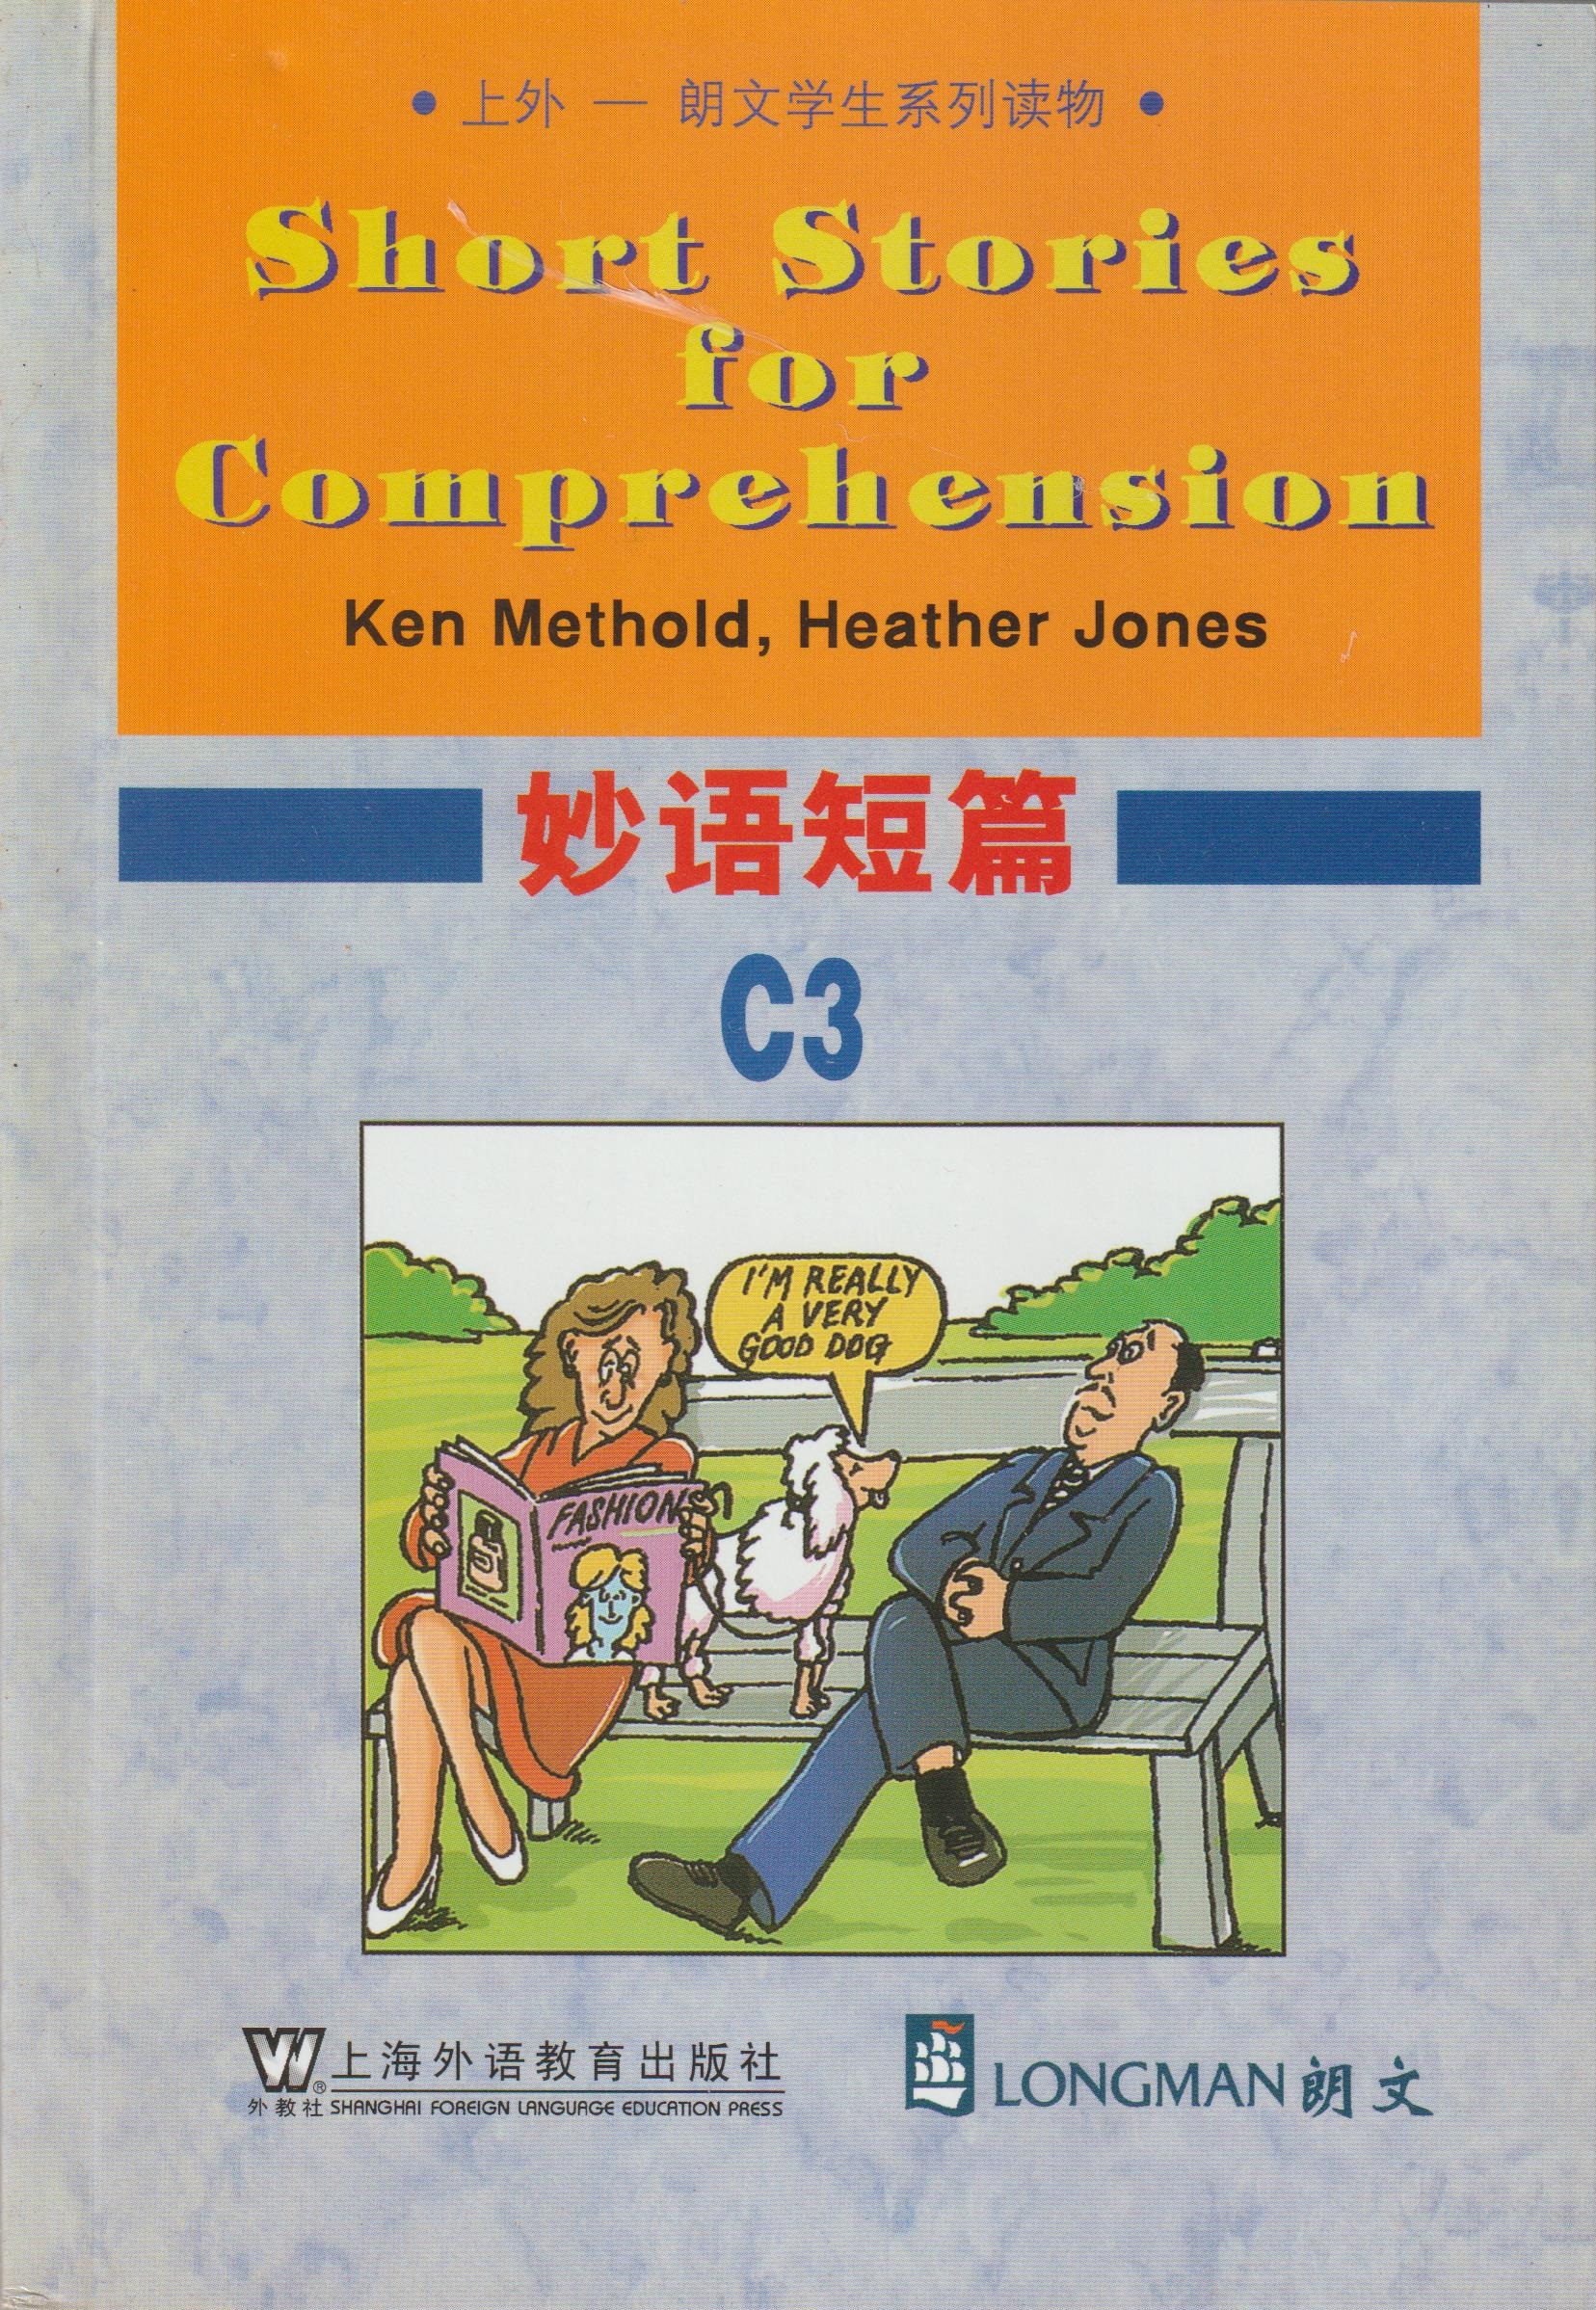 • 上外 — 朗文学生系列读物 •
Short Stories
for
Comprehension
Ken Methold, Heather Jones
妙语短篇
C3
I'M REALLY
A VERY
GOOD DOG
FASHIONS
上海外语教育出版社
外教社 SHANGHAI FOREIGN LANGUAGE EDUCATION PRESS
LONGMAN 朗文